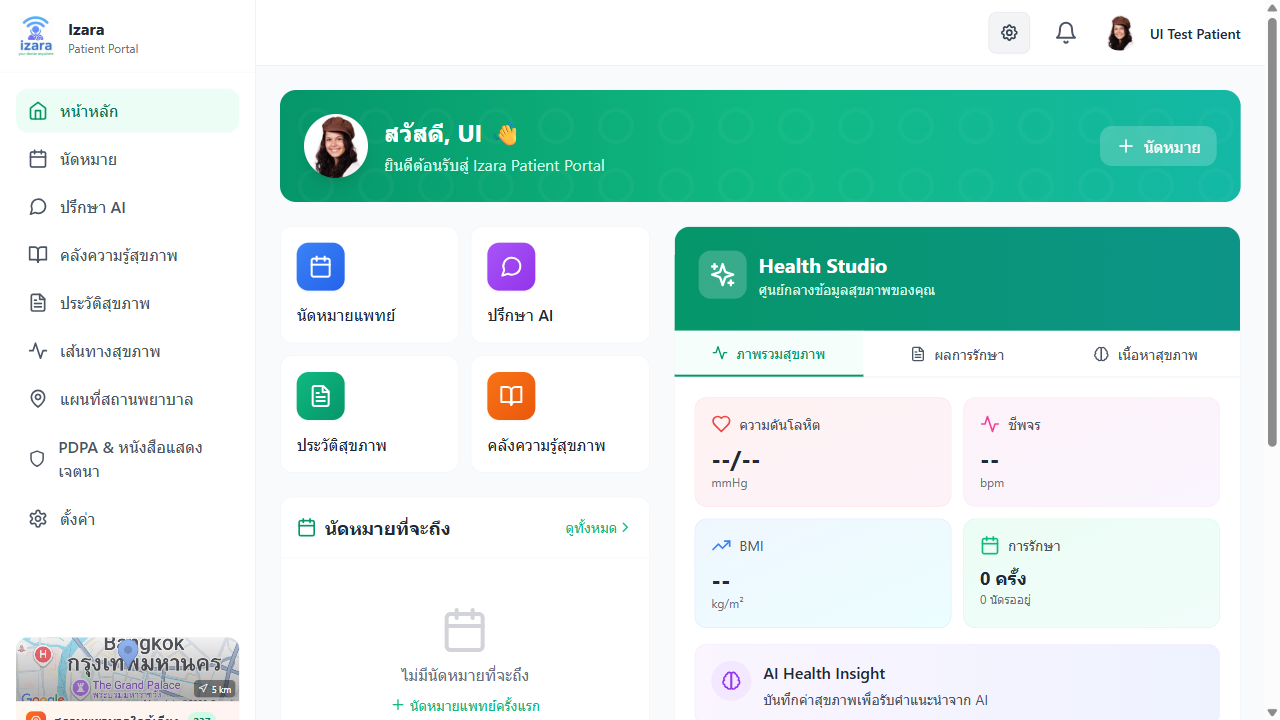 izara
Izara
Patient Portal
UI Test Patient
หน้าหลัก
นัดหมาย
ปรึกษา AI
คลังความรู้สุขภาพ
ประวัติสุขภาพ
เส้นทางสุขภาพ
แผนที่สถานพยาบาล
PDPA & หนังสือแสดง
เจตนา
ตั้งค่า
Bangkok
กรุงเทพมหานคร
H
The Grand Palace
พระบรมมหาราชวัง
Google
5 km
สวัสดี, UI 👋
ยินดีต้อนรับสู่ Izara Patient Portal
+ นัดหมาย
นัดหมายแพทย์
ปรึกษา AI
ประวัติสุขภาพ
คลังความรู้สุขภาพ
นัดหมายที่จะถึง
ดูทั้งหมด >
ไม่มีนัดหมายที่จะถึง
+ นัดหมายแพทย์ครั้งแรก
Health Studio
ศูนย์กลางข้อมูลสุขภาพของคุณ
ภาพรวมสุขภาพ
ผลการรักษา
เนื้อหาสุขภาพ
ความดันโลหิต
--/--
mmHg
ชีพจร
--
bpm
BMI
--
kg/m²
การรักษา
0 ครั้ง
0 นัดรออยู่
AI Health Insight
บันทึกค่าสุขภาพเพื่อรับคำแนะนำจาก AI